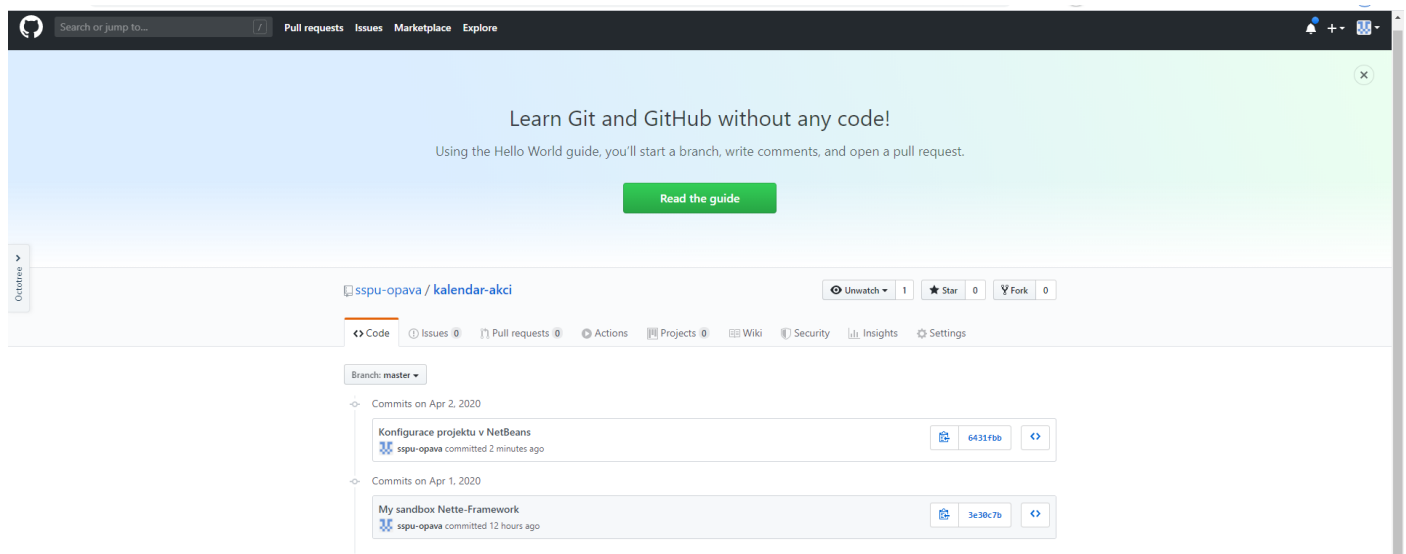 Search or jump to... / Pull requests Issues Marketplace Explore
Learn Git and GitHub without any code!
Using the Hello World guide, you'll start a branch, write comments, and open a pull request.
Read the guide
Octotree
sspu-opava / kalendar-akci Unwatch 1 Star 0 Fork 0
Code Issues 0 Pull requests 0 Actions Projects 0 Wiki Security Insights Settings
Branch: master
Commits on Apr 2, 2020
Konfigurace projektu v NetBeans
6431fbb
sspu-opava committed 2 minutes ago
Commits on Apr 1, 2020
My sandbox Nette-Framework
3e30c7b
sspu-opava committed 12 hours ago